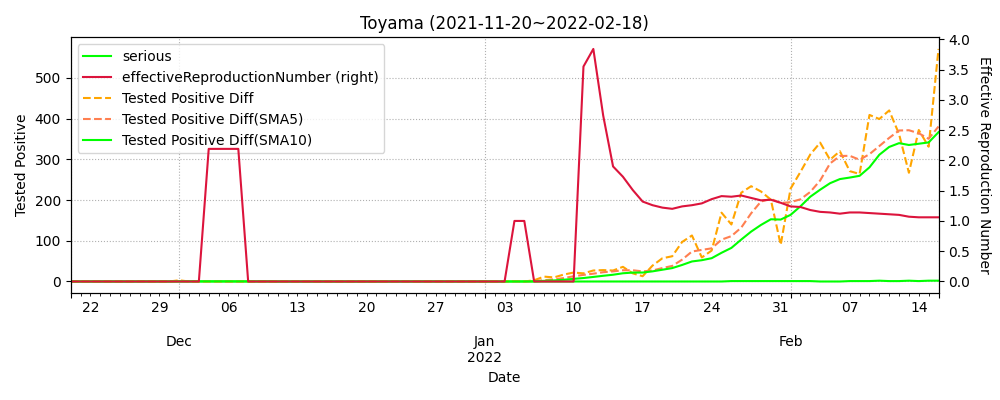 Toyama (2021-11-20~2022-02-18)
serious
effectiveReproductionNumber (right)
Tested Positive Diff
Tested Positive Diff(SMA5)
Tested Positive Diff(SMA10)
Tested Positive
500
400
300
200
100
0
4.0
3.5
3.0
2.5
2.0
1.5
1.0
0.5
0.0
Effective Reproduction Number
22 29 06 13 20 27 03 10 17 24 31 07 14
Dec Jan Feb
2022
Date